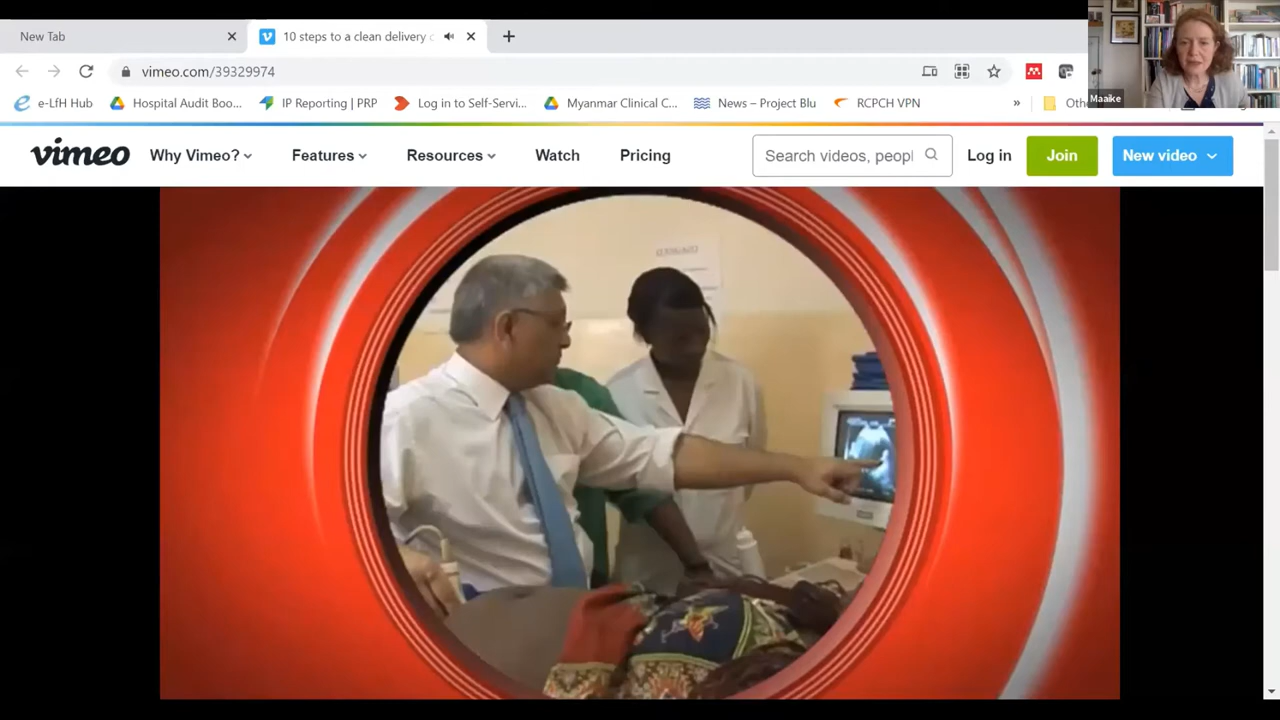 New Tab
10 steps to a clean delivery
vimeo.com/39329974
e-LfH Hub
Hospital Audit Boo...
IP Reporting | PRP
Log in to Self-Servi...
Myanmar Clinical C...
News – Project Blu
RCPCH VPN
»
Maaike
vimeo
Why Vimeo?
Features
Resources
Watch
Pricing
Search videos, peopl
Log in
Join
New video